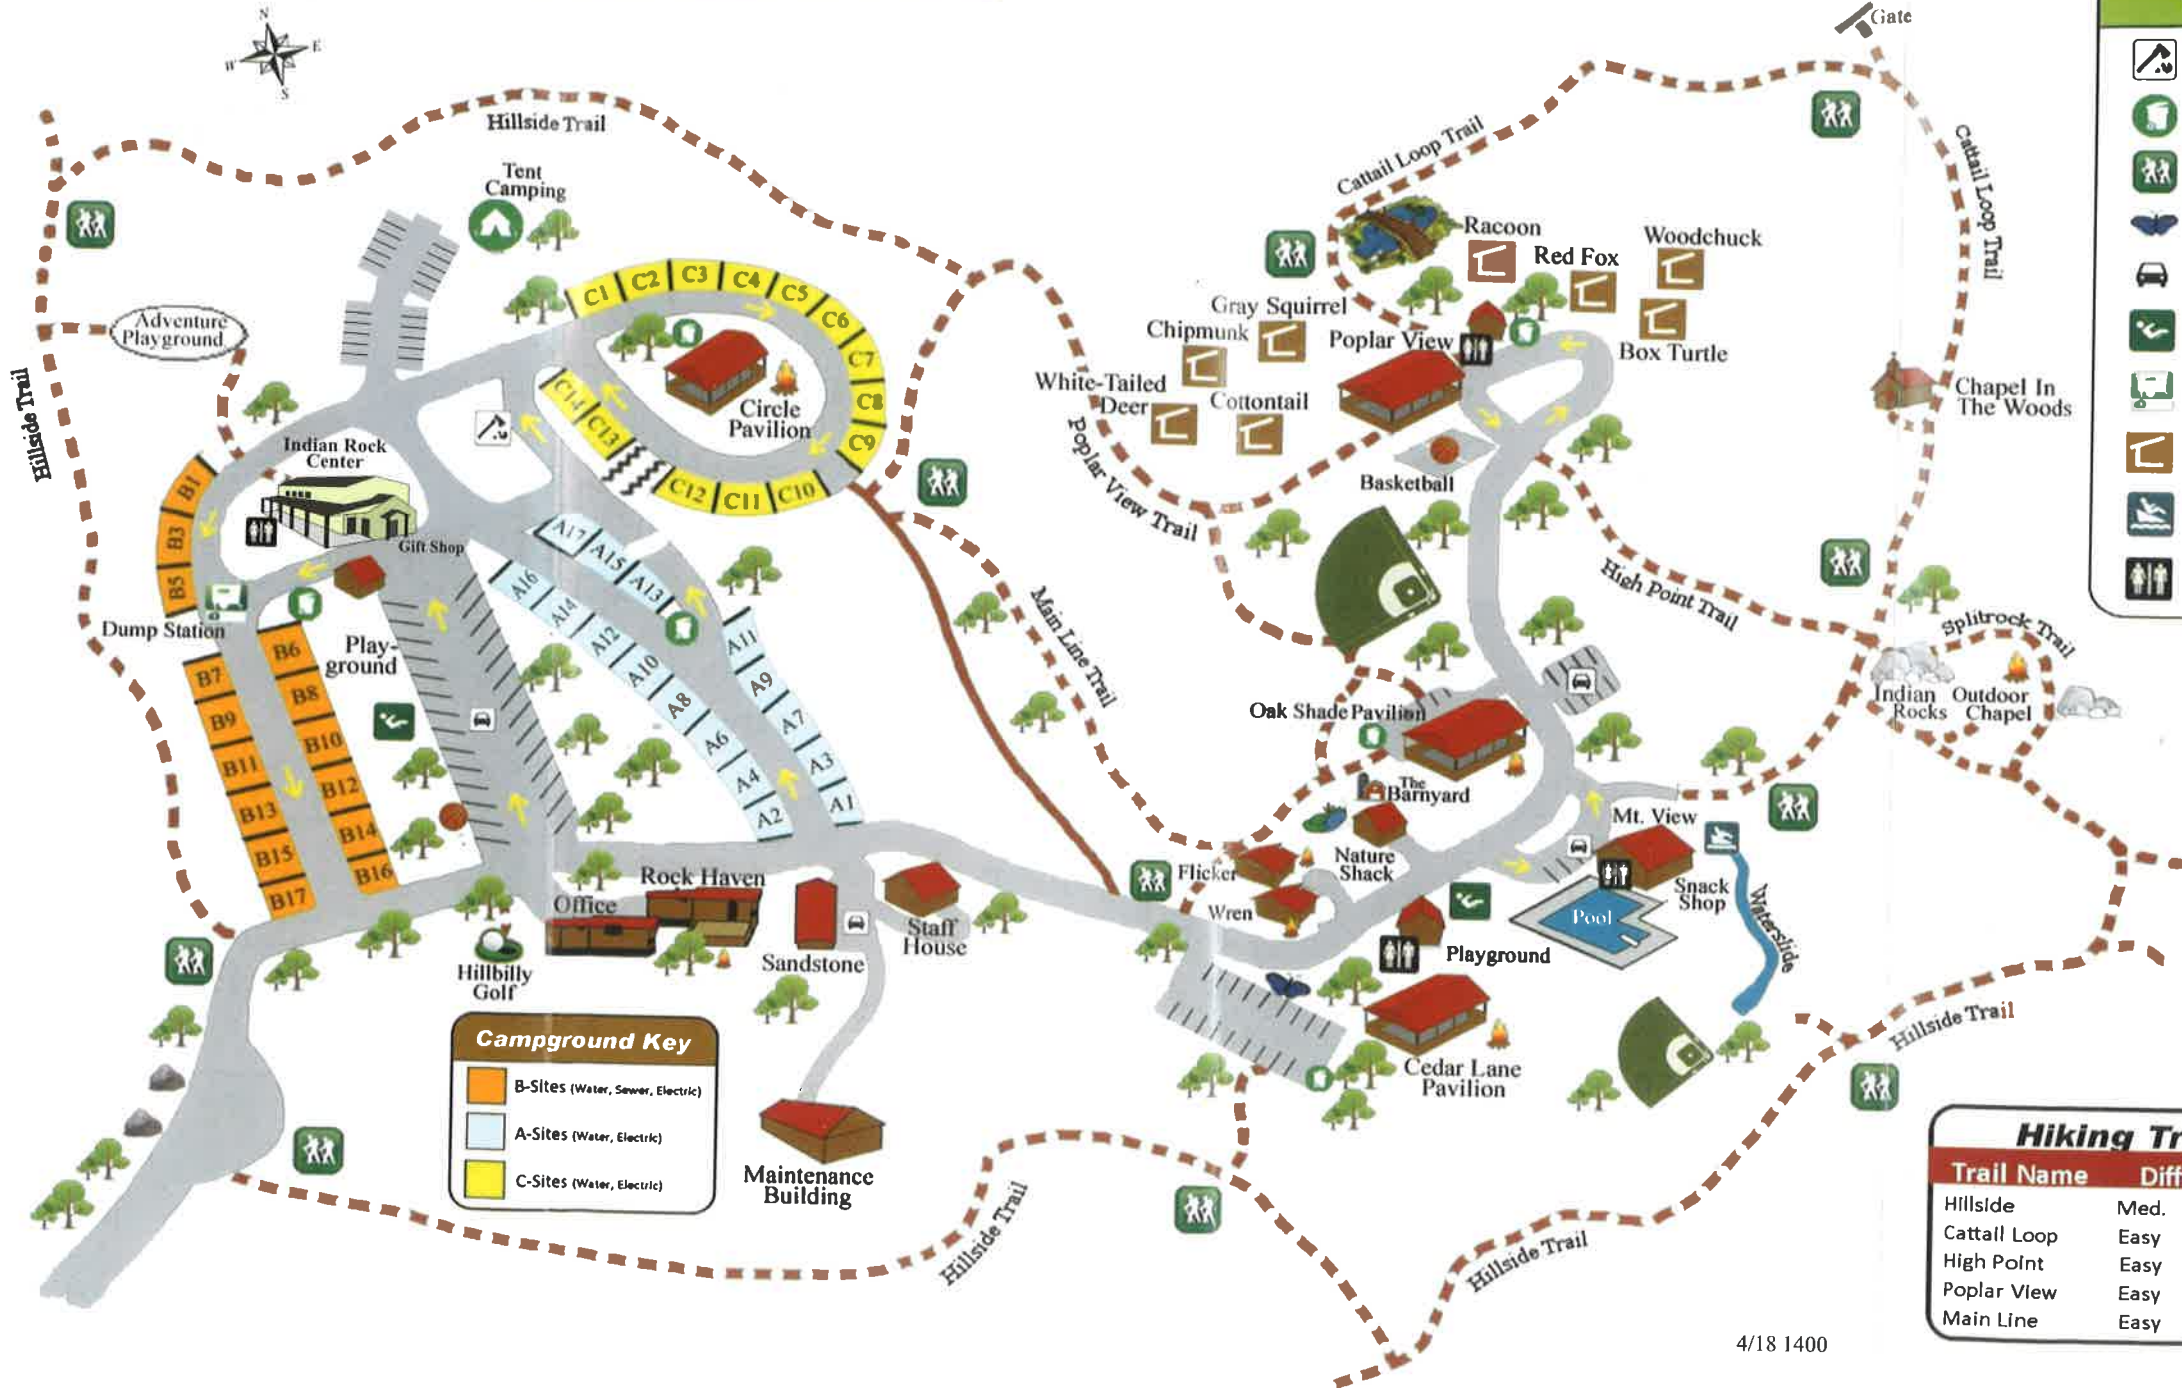 N
W
E
S
Gate
Hillside Trail
Tent
Camping
Cattail Loop Trail
Cattail Loop Trail
Racoon
Red Fox
Woodchuck
Gray Squirrel
Chipmunk
Poplar View
Box Turtle
White-Tailed
Deer
Cottontail
Chapel In
The Woods
Adventure
Playground
Hillside Trail
C1
C2
C3
C4
C5
C6
C7
C8
C9
C10
C11
C12
C13
C14
Circle
Pavilion
Indian Rock
Center
Gift Shop
Basketball
Poplar View Trail
High Point Trail
Main Line Trail
Splitrock Trail
Indian
Rocks
Outdoor
Chapel
B1
B3
B5
Dump Station
Play-
ground
B6
B7
B8
B9
B10
B11
B12
B13
B14
B15
B16
B17
A17
A15
A13
A16
A14
A12
A10
A8
A6
A4
A2
A11
A9
A7
A3
A1
Oak Shade Pavilion
The
Barnyard
Nature
Shack
Mt. View
Snack
Shop
Pool
Waterslide
Flicker
Wren
Playground
Cedar Lane
Pavilion
Rock Haven
Office
Hillbilly
Golf
Sandstone
Staff
House
Maintenance
Building
Hillside Trail
Hillside Trail
Hillside Trail
Campground Key
B-Sites (Water, Sewer, Electric)
A-Sites (Water, Electric)
C-Sites (Water, Electric)
Hiking Tr
Trail Name Diff
Hillside Med.
Cattail Loop Easy
High Point Easy
Poplar View Easy
Main Line Easy
4/18 1400